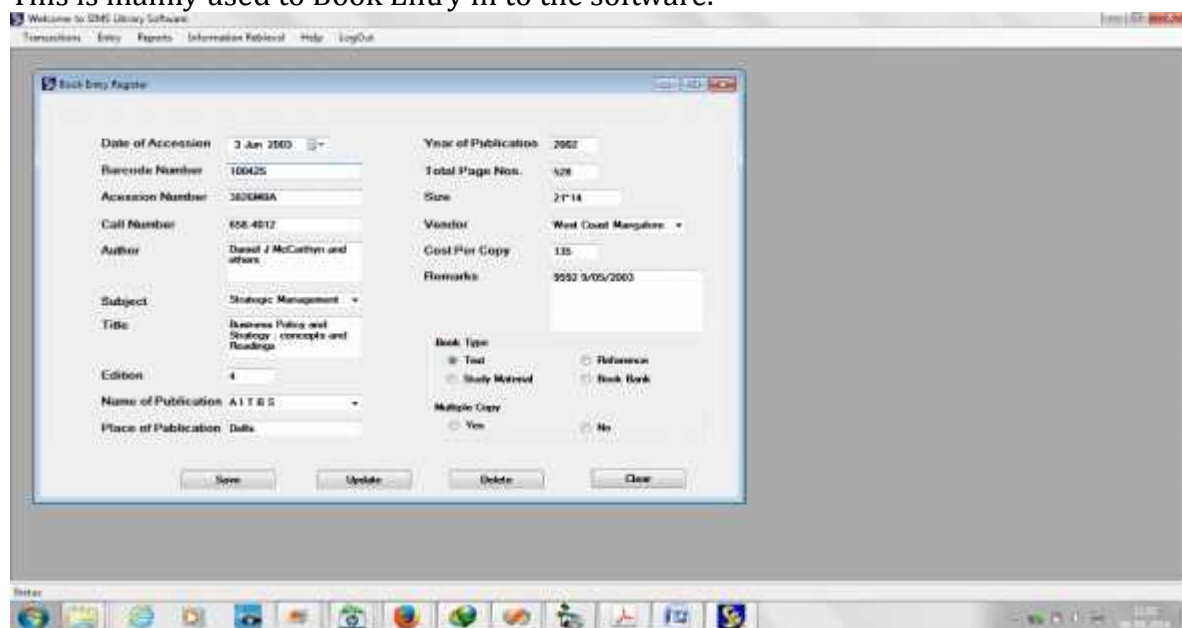 This is mainly used to Book Entry in to the software.
Welcome to SIMS Library Software
Transactions Entry Reports Information Retrieval Help LogOut
Book Entry Register
Date of Accession 3 Jun 2003 Year of Publication 2002
Barcode Number 100425 Total Page Nos. 528
Acession Number Size 21*14
Call Number 658.4012 Vendor West Coast Mangalore
Author Daniel J McCarthyn and Cost Per Copy 135
others
Remarks 9592 9/05/2003
Subject Strategic Management
Title Business Policy and
Strategy : concepts and
Readings
Book Type
Text Reference
Edition 4 Study Material Book Bank
Name of Publication A I T B S Multiple Copy
Place of Publication Delhi Yes No
Save Update Delete Clear
Status